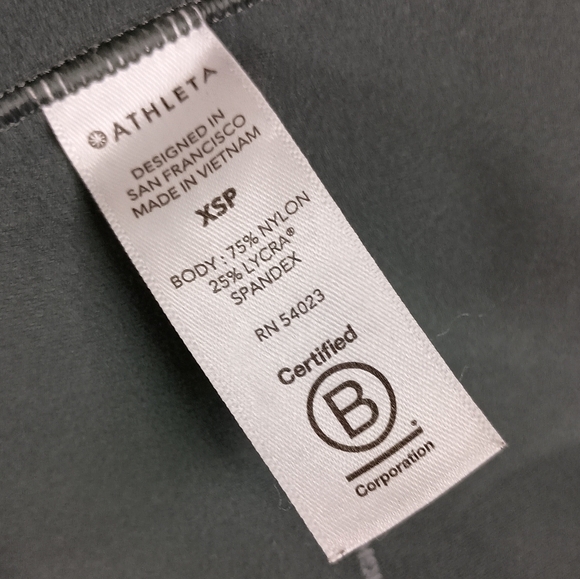 ATHLETA
DESIGNED IN
SAN FRANCISCO
MADE IN VIETNAM
XSP
BODY : 75% NYLON
25% LYCRA®
SPANDEX
RN 54023
Certified
B
Corporation